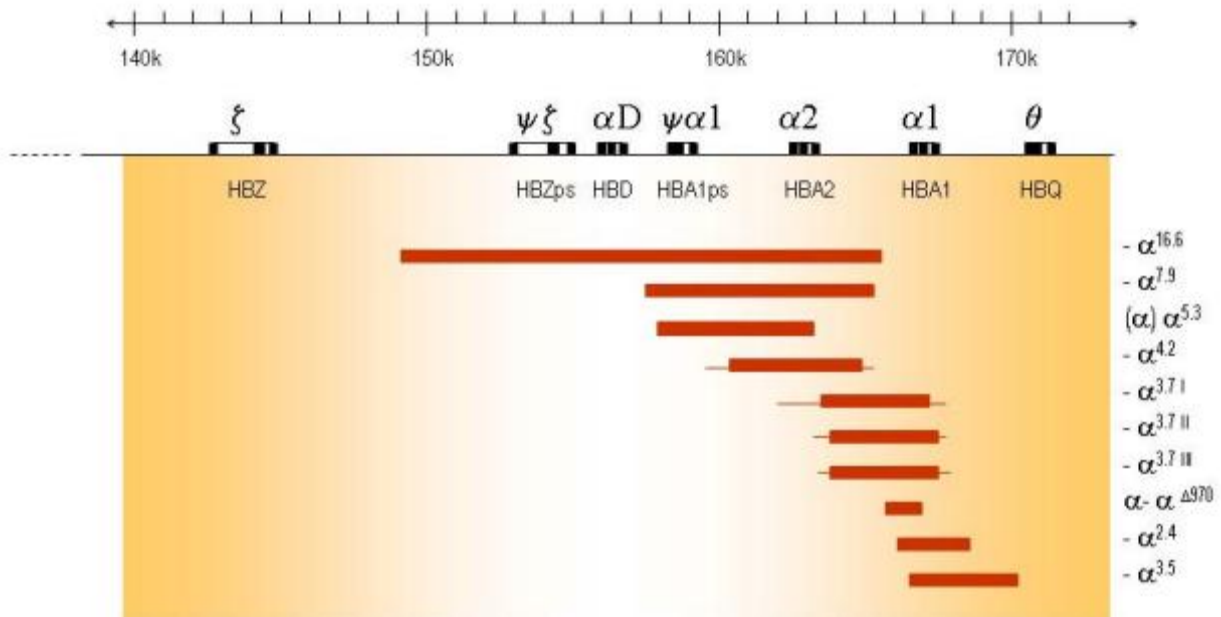 140k 150k 160k 170k
ζ ψζ αD ψα1 α2 α1 θ
HBZ HBZps HBD HBA1ps HBA2 HBA1 HBQ
- α16.6
- α7.9
(α) α5.3
- α4.2
- α3.7 I
- α3.7 II
- α3.7 III
α- α Δ970
- α2.4
- α3.5